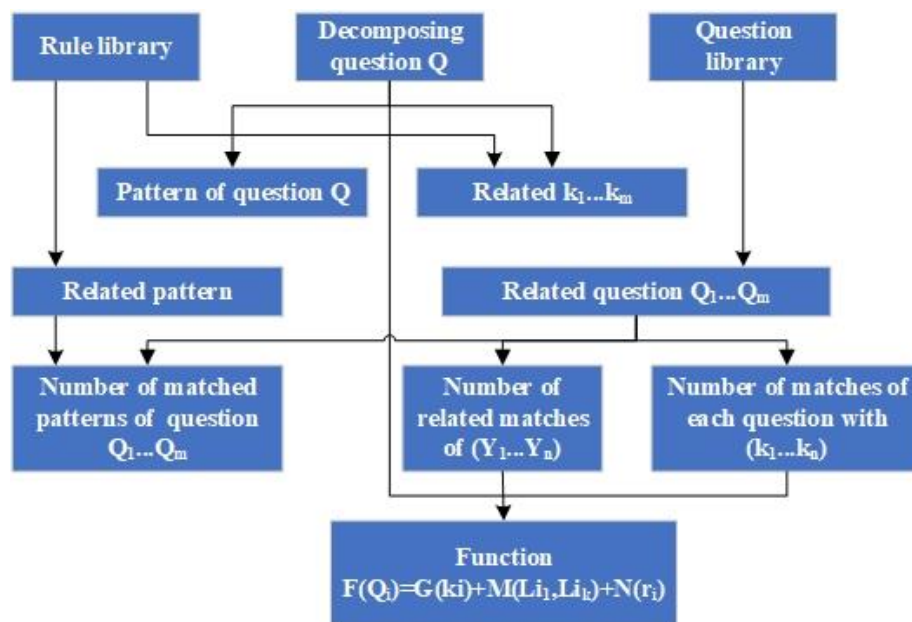 Rule library
Decomposing
question Q
Question
library
Pattern of question Q
Related k₁...kₘ
Related pattern
Related question Q₁...Qₘ
Number of matched
patterns of question
Q₁...Qₘ
Number of
related matches
of (Y₁...Yₙ)
Number of matches of
each question with
(k₁...kₙ)
Function
F(Qᵢ)=G(ki)+M(Li₁,Liₖ)+N(rᵢ)